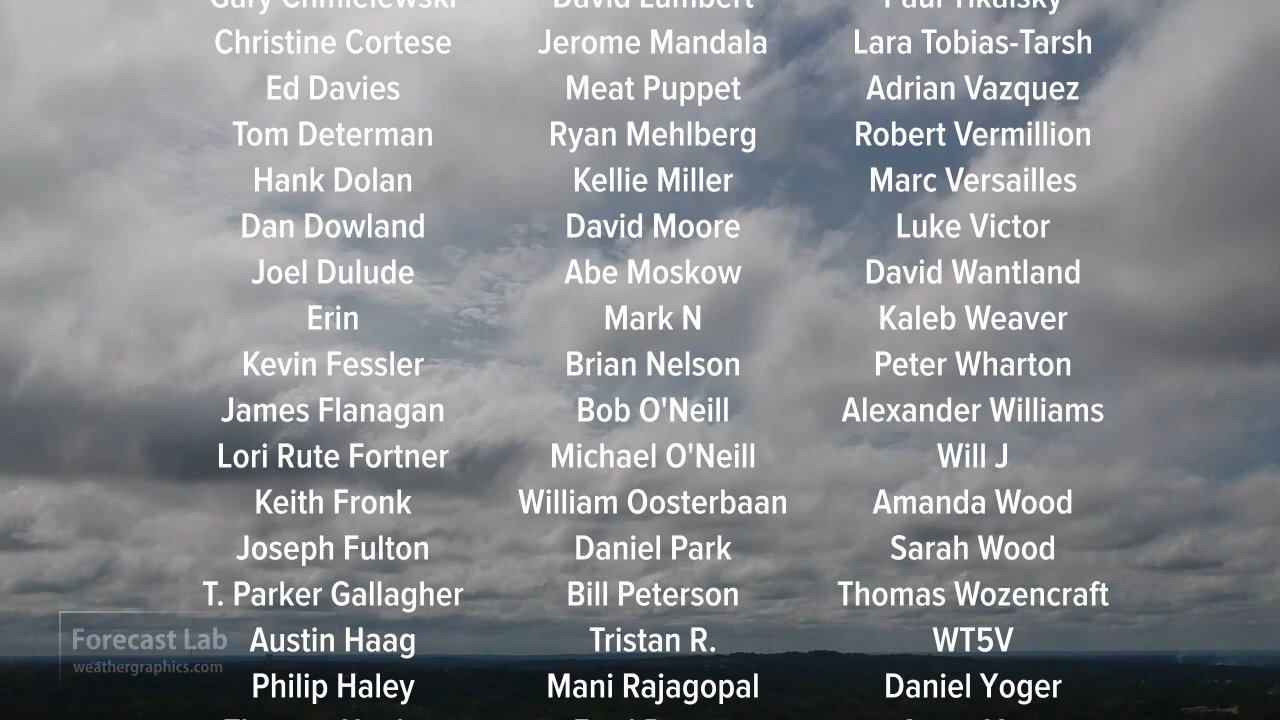 Gary Chmielewski
David Lumbert
Christine Cortese
Jerome Mandala
Lara Tobias-Tarsh
Ed Davies
Meat Puppet
Adrian Vazquez
Tom Determan
Ryan Mehlberg
Robert Vermillion
Hank Dolan
Kellie Miller
Marc Versailles
Dan Dowland
David Moore
Luke Victor
Joel Dulude
Abe Moskow
David Wantland
Erin
Mark N
Kaleb Weaver
Kevin Fessler
Brian Nelson
Peter Wharton
James Flanagan
Bob O'Neill
Alexander Williams
Lori Rute Fortner
Michael O'Neill
Will J
Keith Fronk
William Oosterbaan
Amanda Wood
Joseph Fulton
Daniel Park
Sarah Wood
T. Parker Gallagher
Bill Peterson
Thomas Wozencraft
Austin Haag
Tristan R.
WT5V
Philip Haley
Mani Rajagopal
Daniel Yoger
Forecast Lab
weathergraphics.com